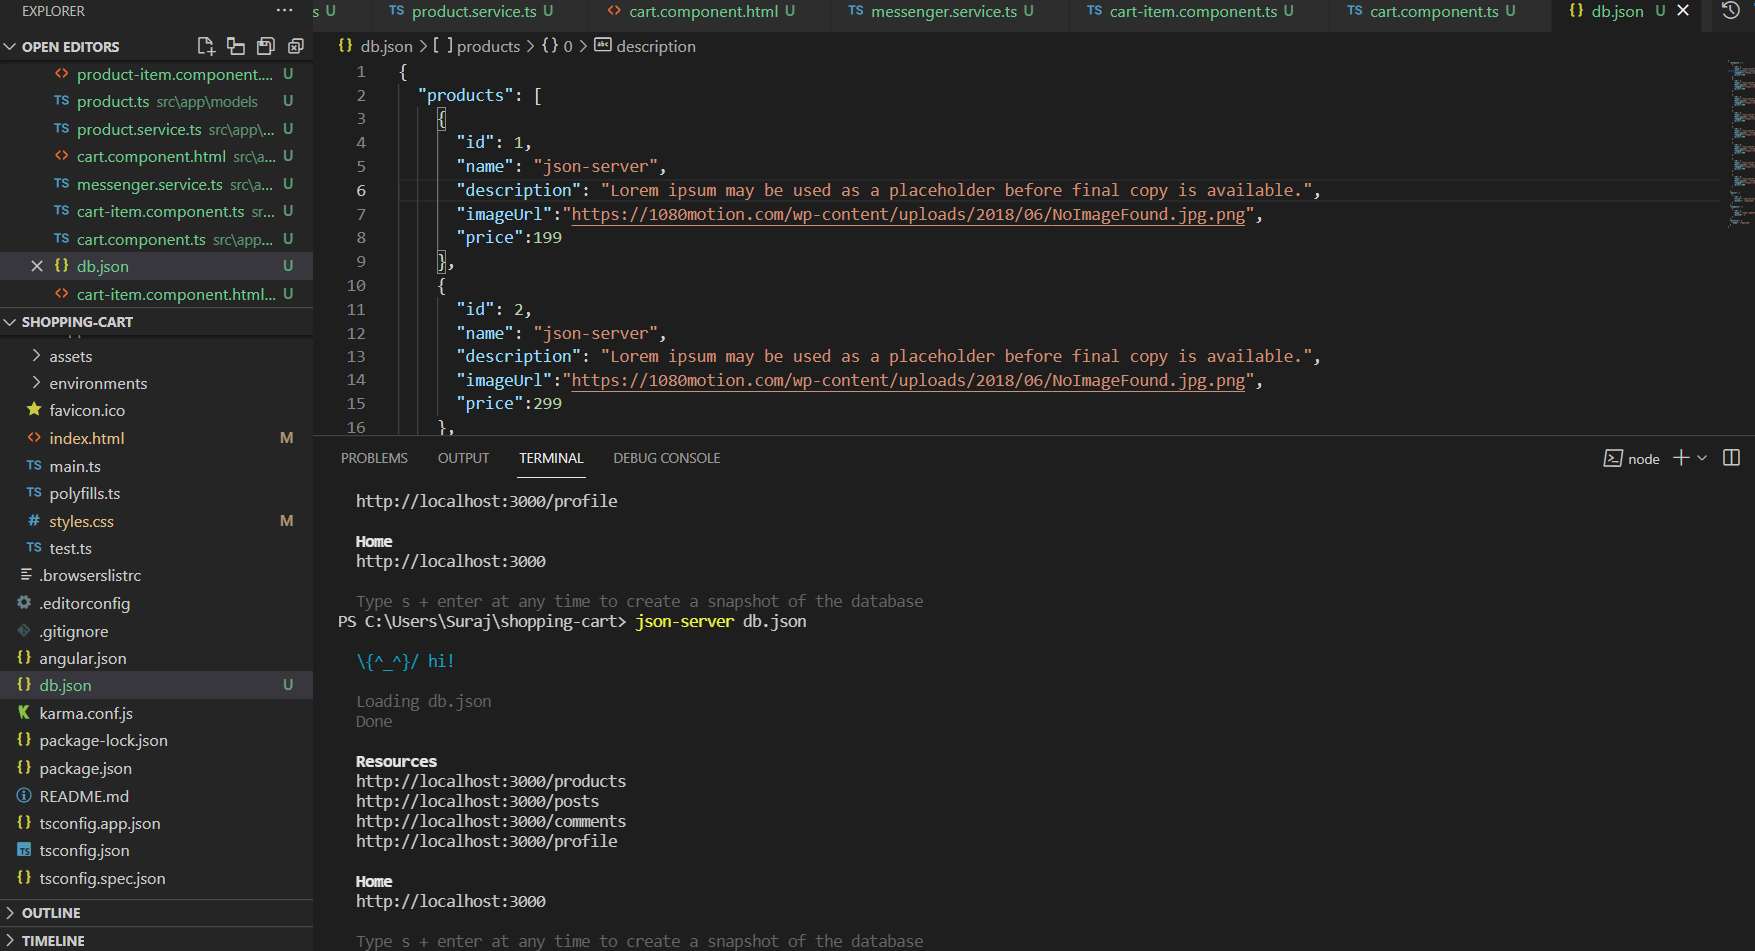 EXPLORER
OPEN EDITORS
product-item.component.... U
TS product.ts src\app\models U
TS product.service.ts src\app\... U
cart.component.html src\a... U
TS messenger.service.ts src\a... U
TS cart-item.component.ts sr... U
TS cart.component.ts src\app... U
{} db.json U
cart-item.component.html... U
SHOPPING-CART
assets
environments
favicon.ico
index.html M
TS main.ts
TS polyfills.ts
# styles.css M
TS test.ts
.browserslistrc
.editorconfig
.gitignore
{} angular.json
{} db.json U
karma.conf.js
{} package-lock.json
{} package.json
README.md
{} tsconfig.app.json
TS tsconfig.json
{} tsconfig.spec.json
OUTLINE
TIMELINE
s U TS product.service.ts U <> cart.component.html U TS messenger.service.ts U TS cart-item.component.ts U TS cart.component.ts U {} db.json U
{} db.json > [ ] products > {} 0 > abc description
1 {
2 "products": [
3 {
4 "id": 1,
5 "name": "json-server",
6 "description": "Lorem ipsum may be used as a placeholder before final copy is available.",
7 "imageUrl":"https://1080motion.com/wp-content/uploads/2018/06/NoImageFound.jpg.png",
8 "price":199
9 },
10 {
11 "id": 2,
12 "name": "json-server",
13 "description": "Lorem ipsum may be used as a placeholder before final copy is available.",
14 "imageUrl":"https://1080motion.com/wp-content/uploads/2018/06/NoImageFound.jpg.png",
15 "price":299
16 },
PROBLEMS OUTPUT TERMINAL DEBUG CONSOLE node
http://localhost:3000/profile
Home
http://localhost:3000
Type s + enter at any time to create a snapshot of the database
PS C:\Users\Suraj\shopping-cart> json-server db.json
\{^_^}/ hi!
Loading db.json
Done
Resources
http://localhost:3000/products
http://localhost:3000/posts
http://localhost:3000/comments
http://localhost:3000/profile
Home
http://localhost:3000
Type s + enter at any time to create a snapshot of the database